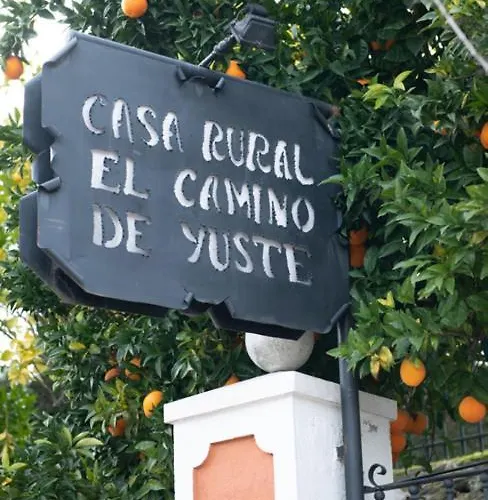 CASA RURAL
EL CAMINO
DE YUSTE